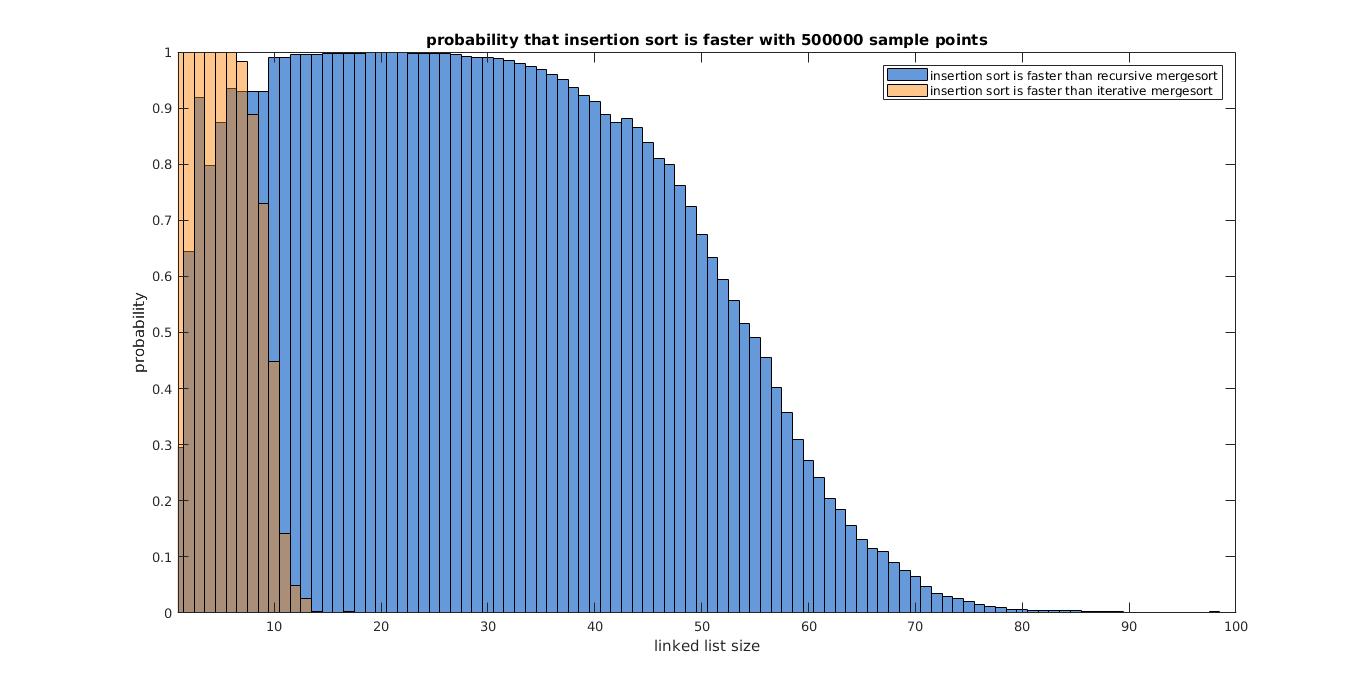 probability that insertion sort is faster with 500000 sample points
insertion sort is faster than recursive mergesort
insertion sort is faster than iterative mergesort
1
0.9
0.8
0.7
0.6
0.5
0.4
0.3
0.2
0.1
0
probability
10 20 30 40 50 60 70 80 90 100
linked list size